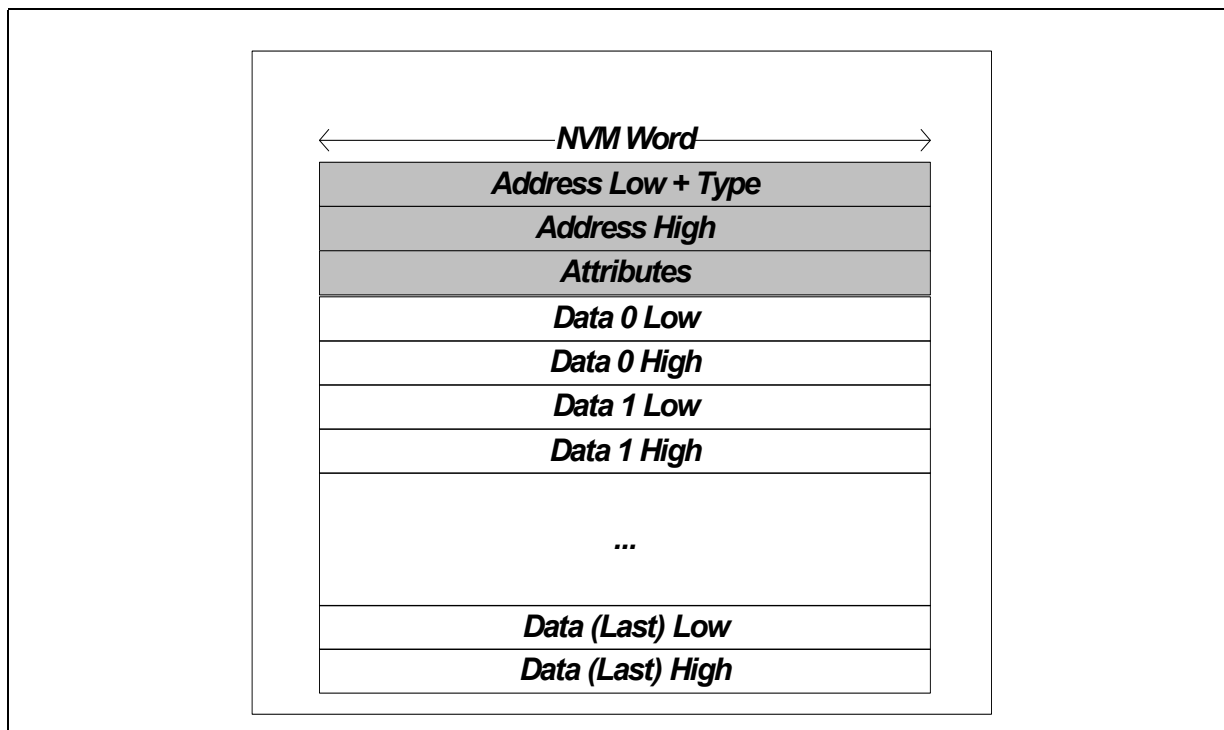 NVM Word
Address Low + Type
Address High
Attributes
Data 0 Low
Data 0 High
Data 1 Low
Data 1 High
...
Data (Last) Low
Data (Last) High